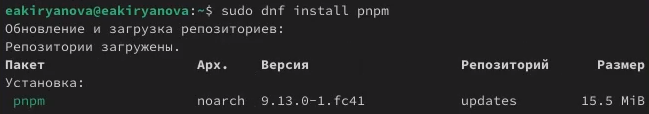 eakiryanova@eakiryanova:~$ sudo dnf install pnpm
Обновление и загрузка репозиториев:
Репозитории загружены.
Пакет Арх. Версия Репозиторий Размер
Установка:
pnpm noarch 9.13.0-1.fc41 updates 15.5 MiB